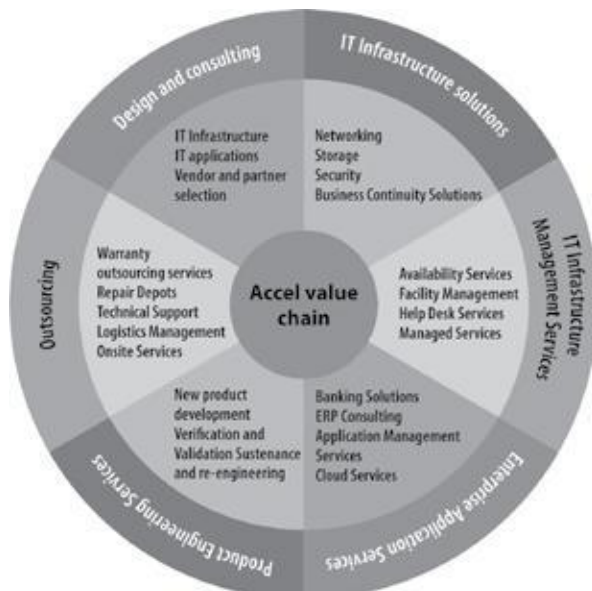 Design and consulting
IT Infrastructure
IT applications
Vendor and partner
selection
IT Infrastructure solutions
Networking
Storage
Security
Business Continuity Solutions
IT Infrastructure
Management Services
Availability Services
Facility Management
Help Desk Services
Managed Services
Enterprise Application Services
Banking Solutions
ERP Consulting
Application Management
Services
Cloud Services
Product Engineering Services
New product
development
Verification and
Validation Sustenance
and re-engineering
Outsourcing
Warranty
outsourcing services
Repair Depots
Technical Support
Logistics Management
Onsite Services
Accel value
chain